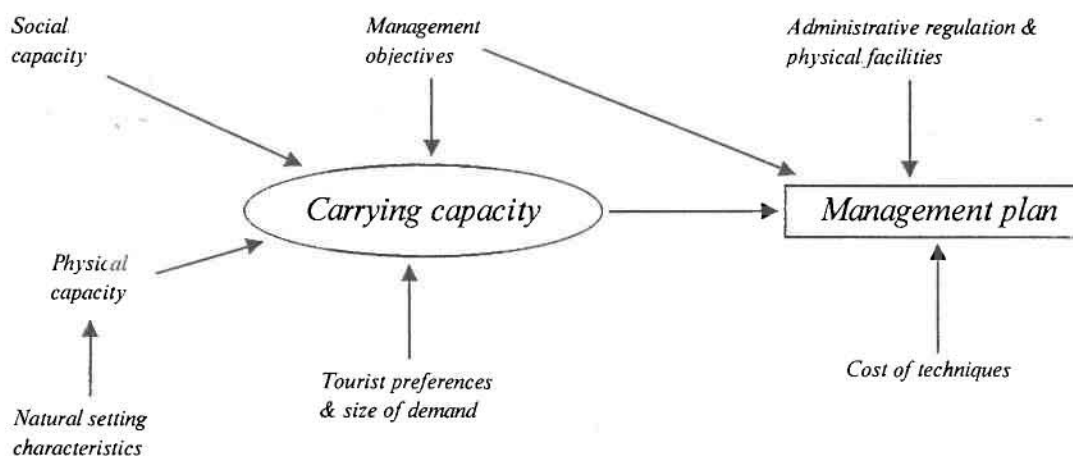 Social
capacity
Management
objectives
Administrative regulation &
physical facilities
Carrying capacity
Management plan
Physical
capacity
Tourist preferences
& size of demand
Cost of techniques
Natural setting
characteristics